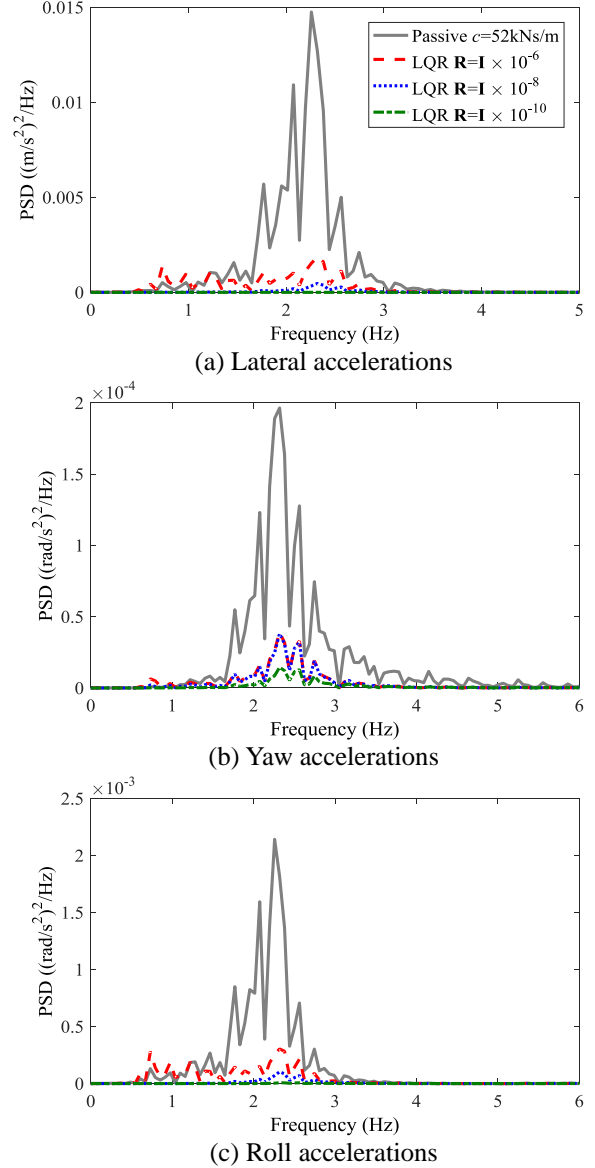 0.015
0.01
0.005
0
PSD ((m/s²)²/Hz)
Passive c=52kNs/m
LQR R=I × 10⁻⁶
LQR R=I × 10⁻⁸
LQR R=I × 10⁻¹⁰
0 1 2 3 4 5
Frequency (Hz)
(a) Lateral accelerations
×10⁻⁴
2
1.5
1
0.5
0
PSD ((rad/s²)²/Hz)
0 1 2 3 4 5 6
Frequency (Hz)
(b) Yaw accelerations
×10⁻³
2.5
2
1.5
1
0.5
0
PSD ((rad/s²)²/Hz)
0 1 2 3 4 5 6
Frequency (Hz)
(c) Roll accelerations